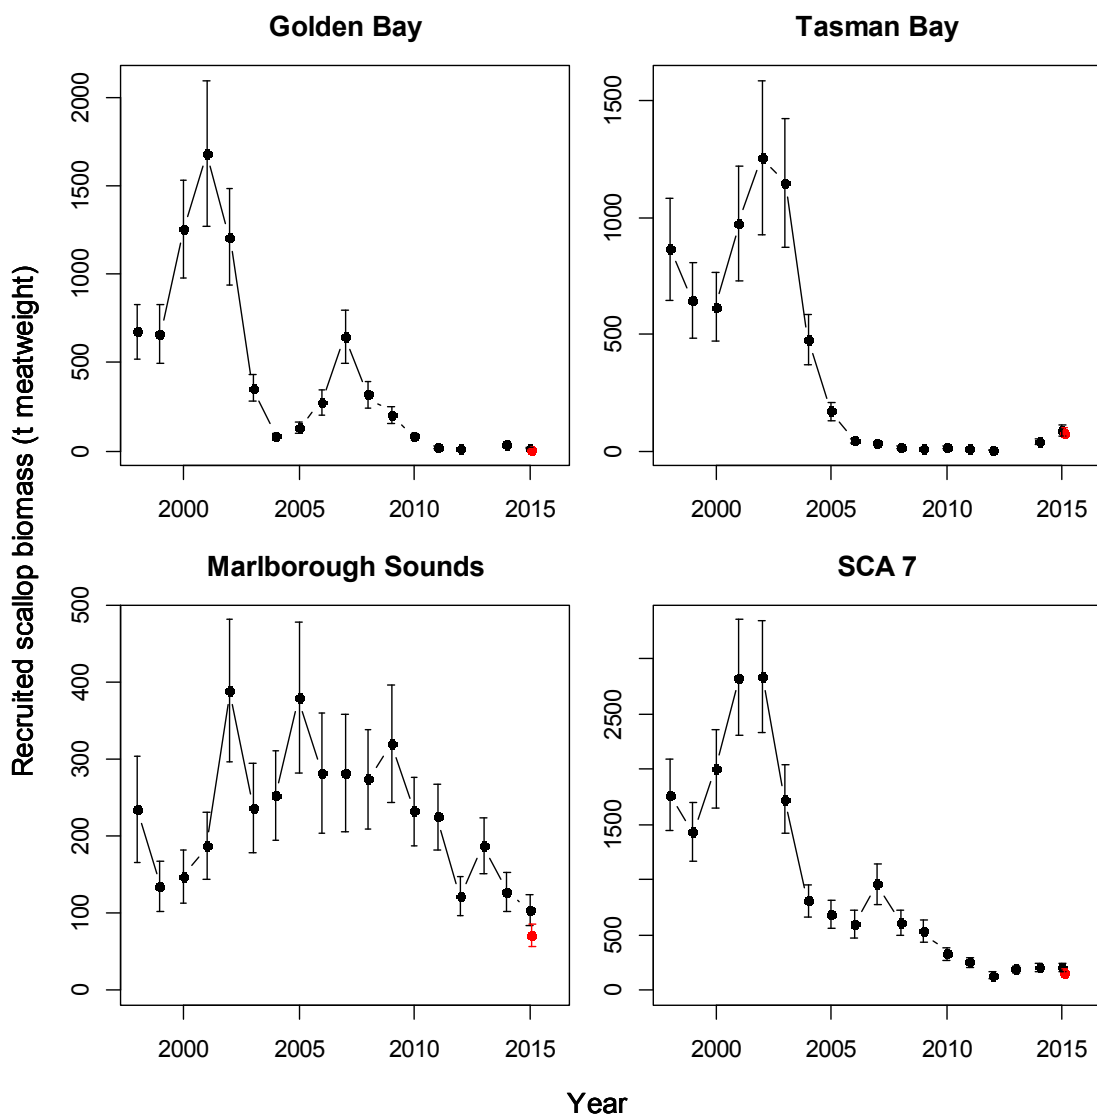 Golden Bay
Tasman Bay
2000
1500
1000
500
0
1500
1000
500
0
2000 2005 2010 2015
2000 2005 2010 2015
Recruited scallop biomass (t meatweight)
Marlborough Sounds
SCA 7
500
400
300
200
100
0
2500
1500
500
0
2000 2005 2010 2015
2000 2005 2010 2015
Year